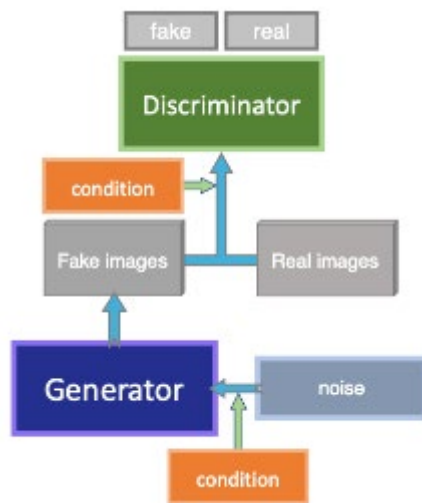 fake real
Discriminator
condition
Fake images Real images
Generator noise
condition